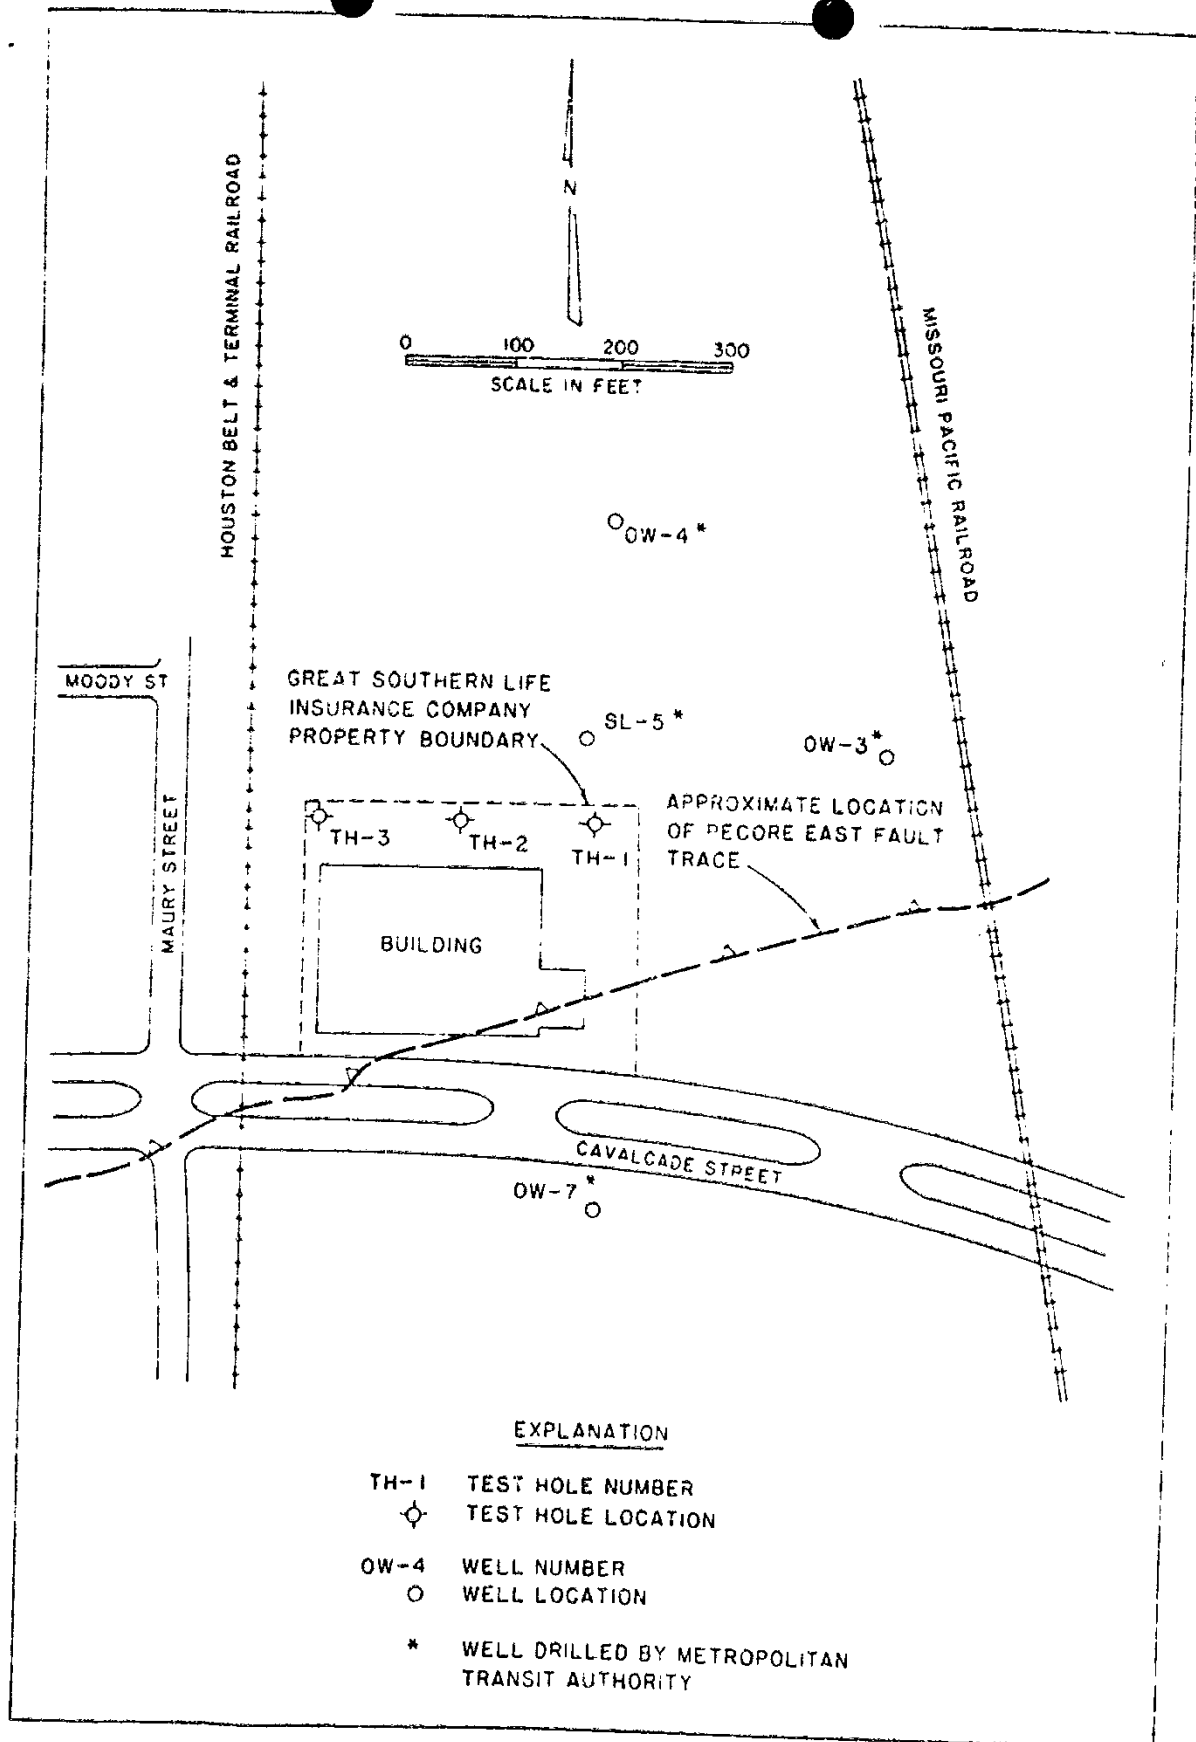 N
0 100 200 300
SCALE IN FEET
HOUSTON BELT & TERMINAL RAILROAD
MISSOURI PACIFIC RAILROAD
OW-4*
MOODY ST
GREAT SOUTHERN LIFE
INSURANCE COMPANY
PROPERTY BOUNDARY
SL-5*
OW-3*
MAURY STREET
TH-3
TH-2
TH-1
APPROXIMATE LOCATION
OF PECORE EAST FAULT
TRACE
BUILDING
CAVALCADE STREET
OW-7*
EXPLANATION
TH-1 TEST HOLE NUMBER
TEST HOLE LOCATION
OW-4 WELL NUMBER
WELL LOCATION
* WELL DRILLED BY METROPOLITAN
TRANSIT AUTHORITY